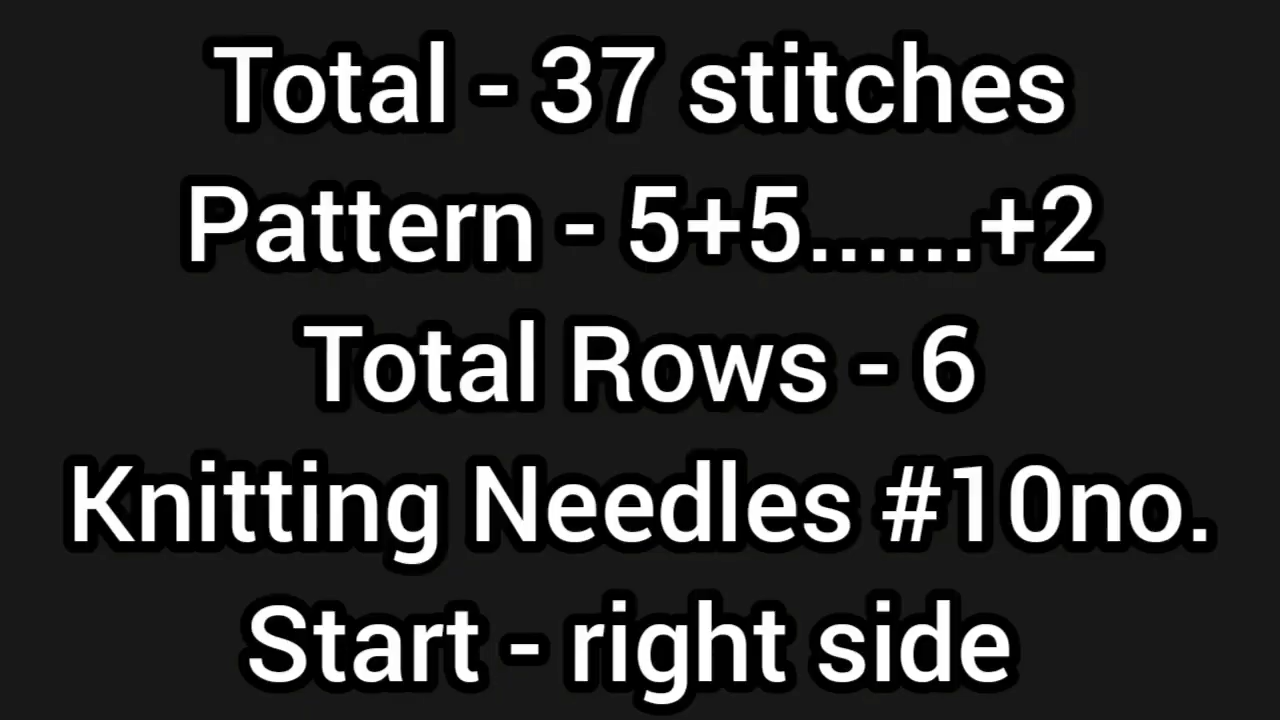 Total - 37 stitches
Pattern - 5+5......+2
Total Rows - 6
Knitting Needles #10no.
Start - right side